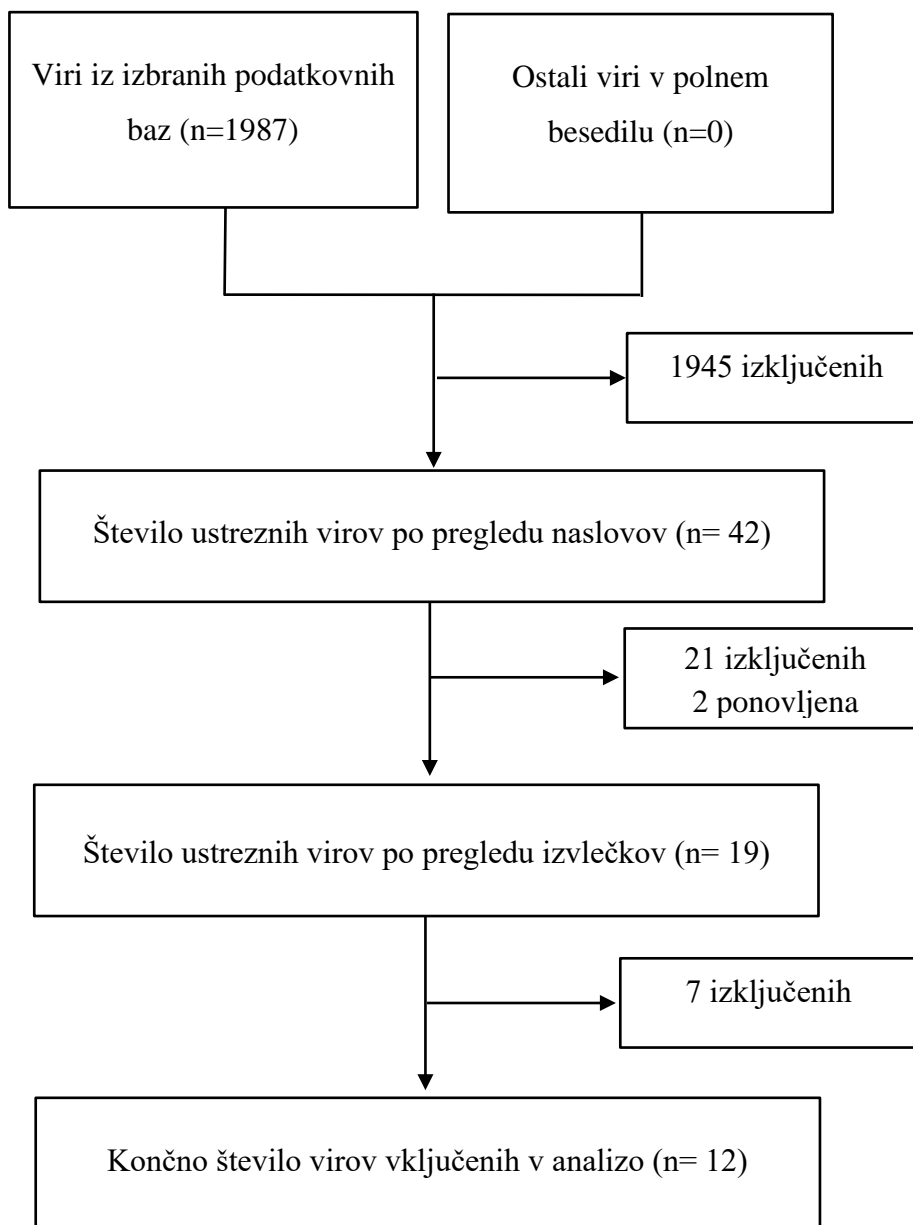 Viri iz izbranih podatkovnih
baz (n=1987)
Ostali viri v polnem
besedilu (n=0)
1945 izključenih
Število ustreznih virov po pregledu naslovov (n= 42)
21 izključenih
2 ponovljena
Število ustreznih virov po pregledu izvlečkov (n= 19)
7 izključenih
Končno število virov vključenih v analizo (n= 12)